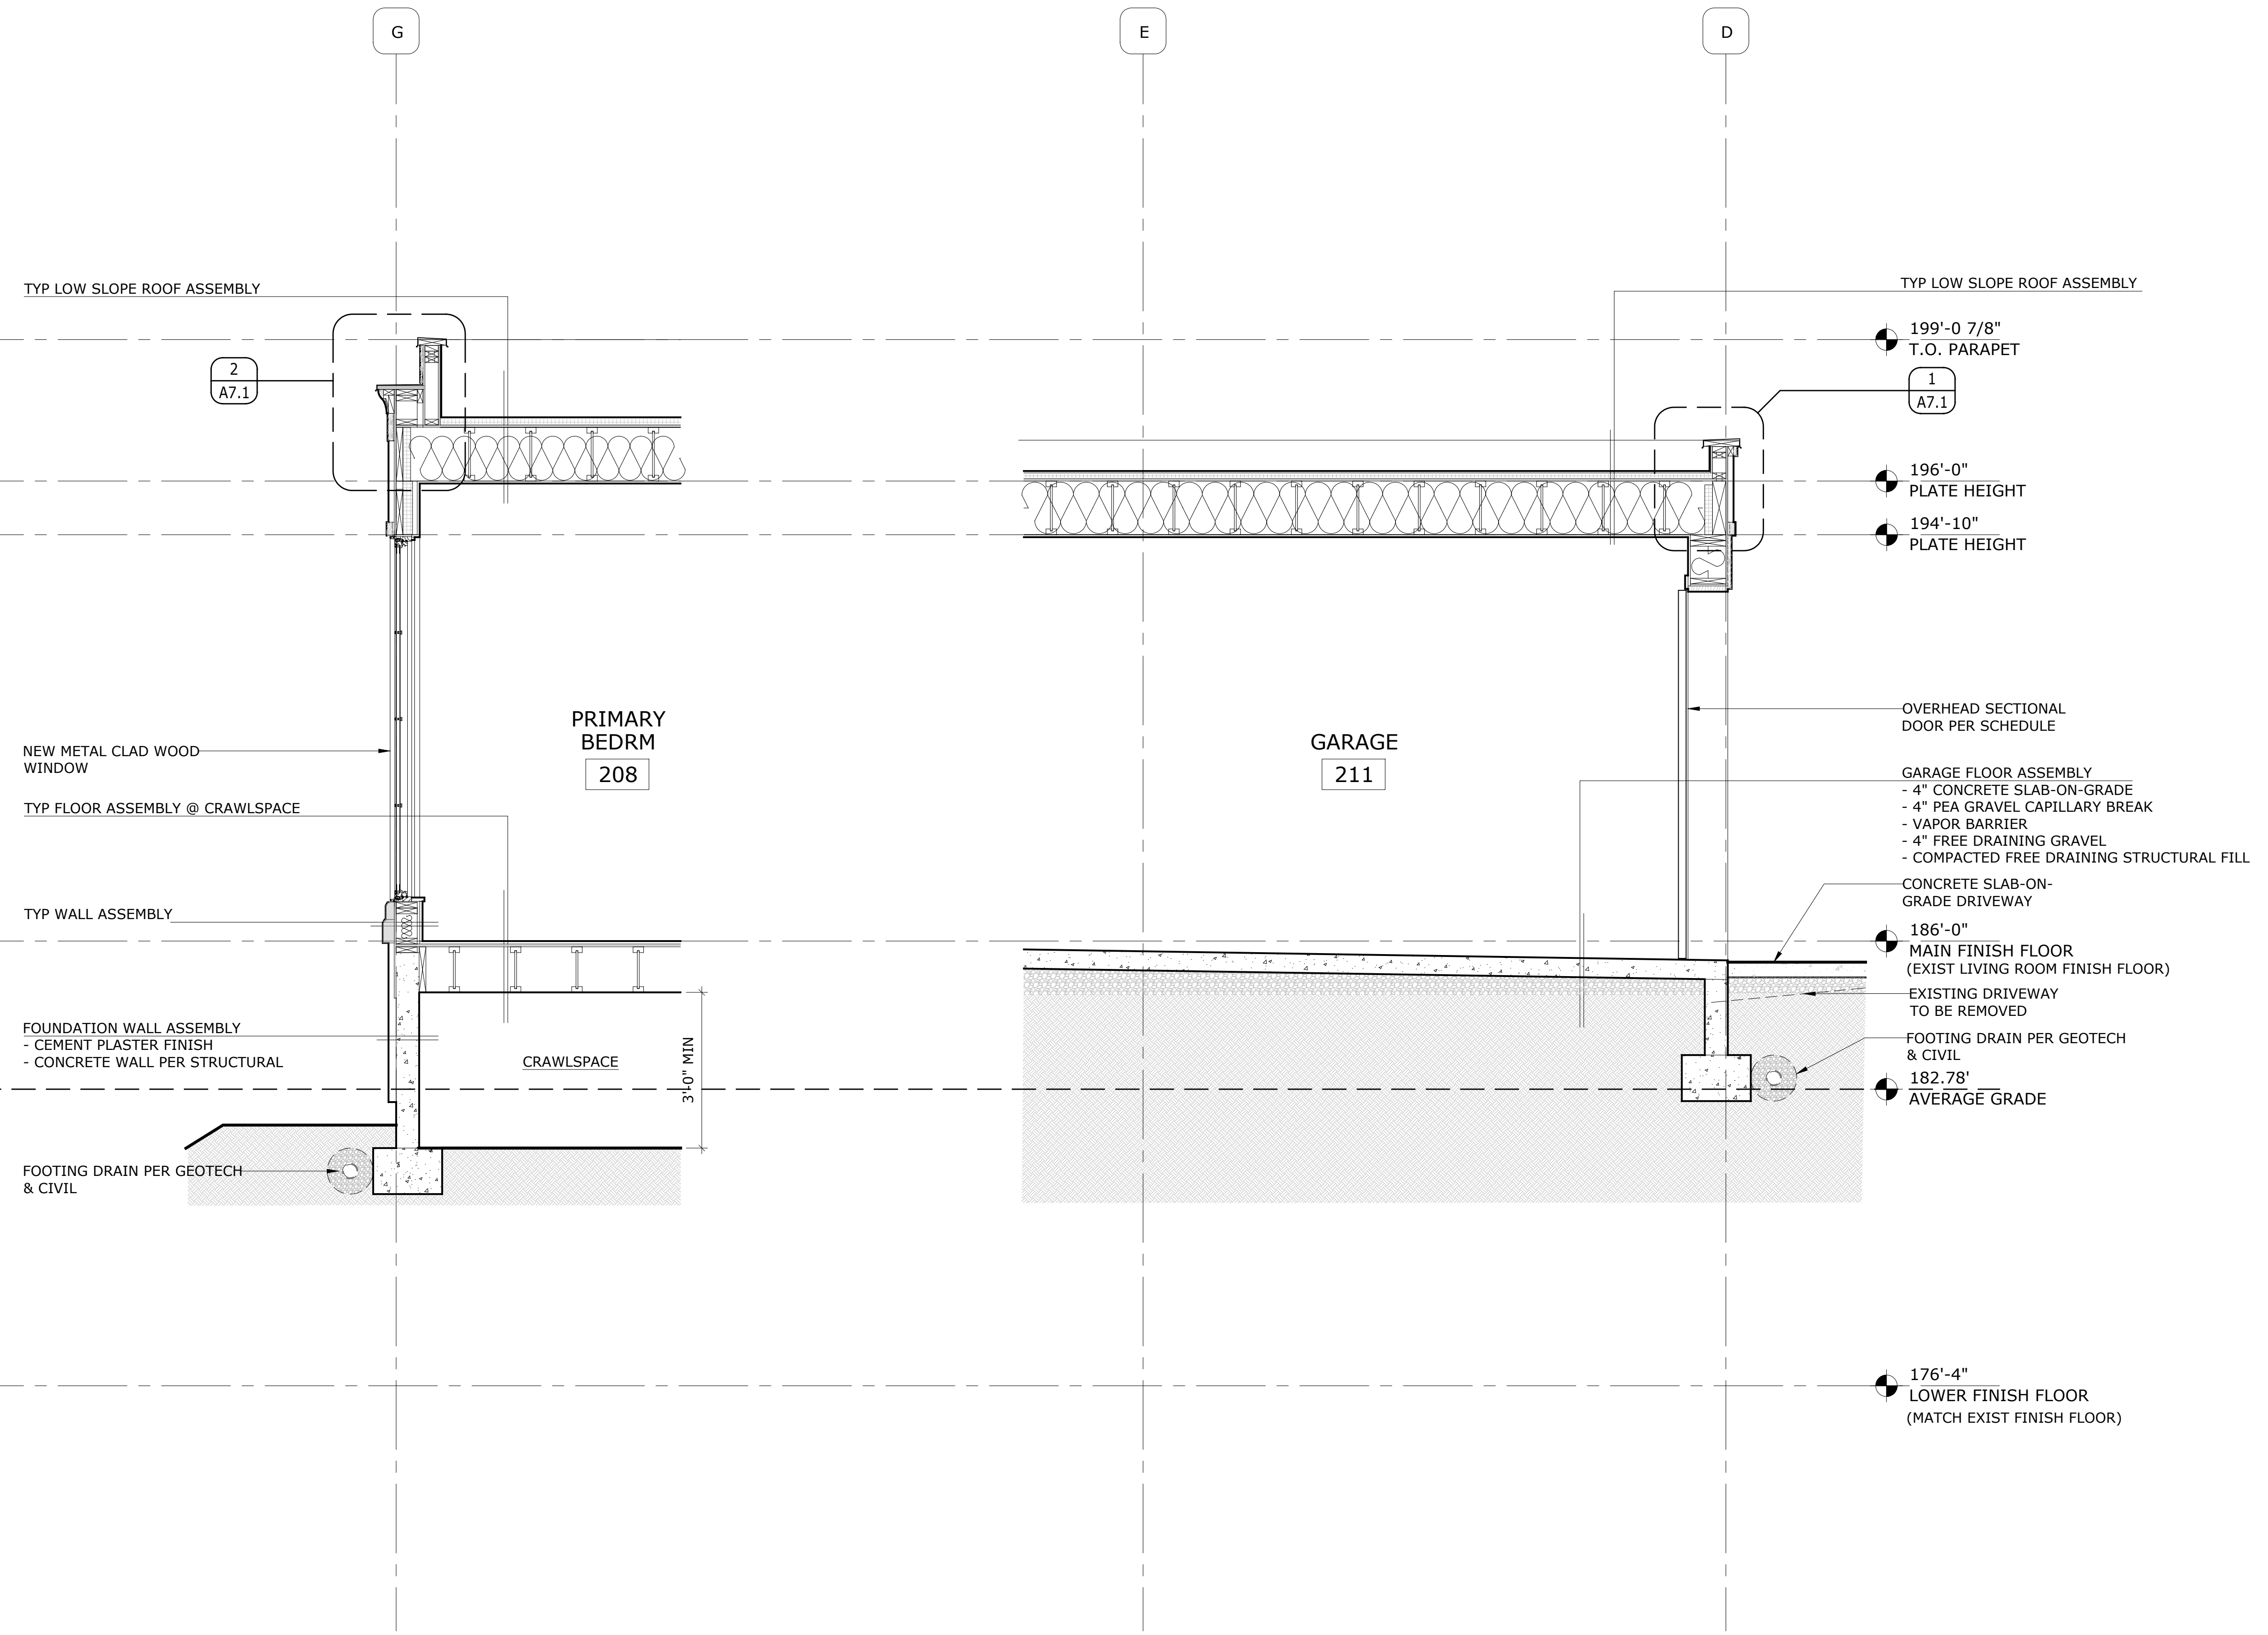 G
E
D
TYP LOW SLOPE ROOF ASSEMBLY
TYP LOW SLOPE ROOF ASSEMBLY
199'-0 7/8"
T.O. PARAPET
2
A7.1
1
A7.1
196'-0"
PLATE HEIGHT
194'-10"
PLATE HEIGHT
PRIMARY
BEDRM
208
GARAGE
211
NEW METAL CLAD WOOD
WINDOW
TYP FLOOR ASSEMBLY @ CRAWLSPACE
TYP WALL ASSEMBLY
FOUNDATION WALL ASSEMBLY
- CEMENT PLASTER FINISH
- CONCRETE WALL PER STRUCTURAL
CRAWLSPACE
3'-0" MIN
FOOTING DRAIN PER GEOTECH
& CIVIL
OVERHEAD SECTIONAL
DOOR PER SCHEDULE
GARAGE FLOOR ASSEMBLY
- 4" CONCRETE SLAB-ON-GRADE
- 4" PEA GRAVEL CAPILLARY BREAK
- VAPOR BARRIER
- 4" FREE DRAINING GRAVEL
- COMPACTED FREE DRAINING STRUCTURAL FILL
CONCRETE SLAB-ON-
GRADE DRIVEWAY
186'-0"
MAIN FINISH FLOOR
(EXIST LIVING ROOM FINISH FLOOR)
EXISTING DRIVEWAY
TO BE REMOVED
FOOTING DRAIN PER GEOTECH
& CIVIL
182.78'
AVERAGE GRADE
176'-4"
LOWER FINISH FLOOR
(MATCH EXIST FINISH FLOOR)